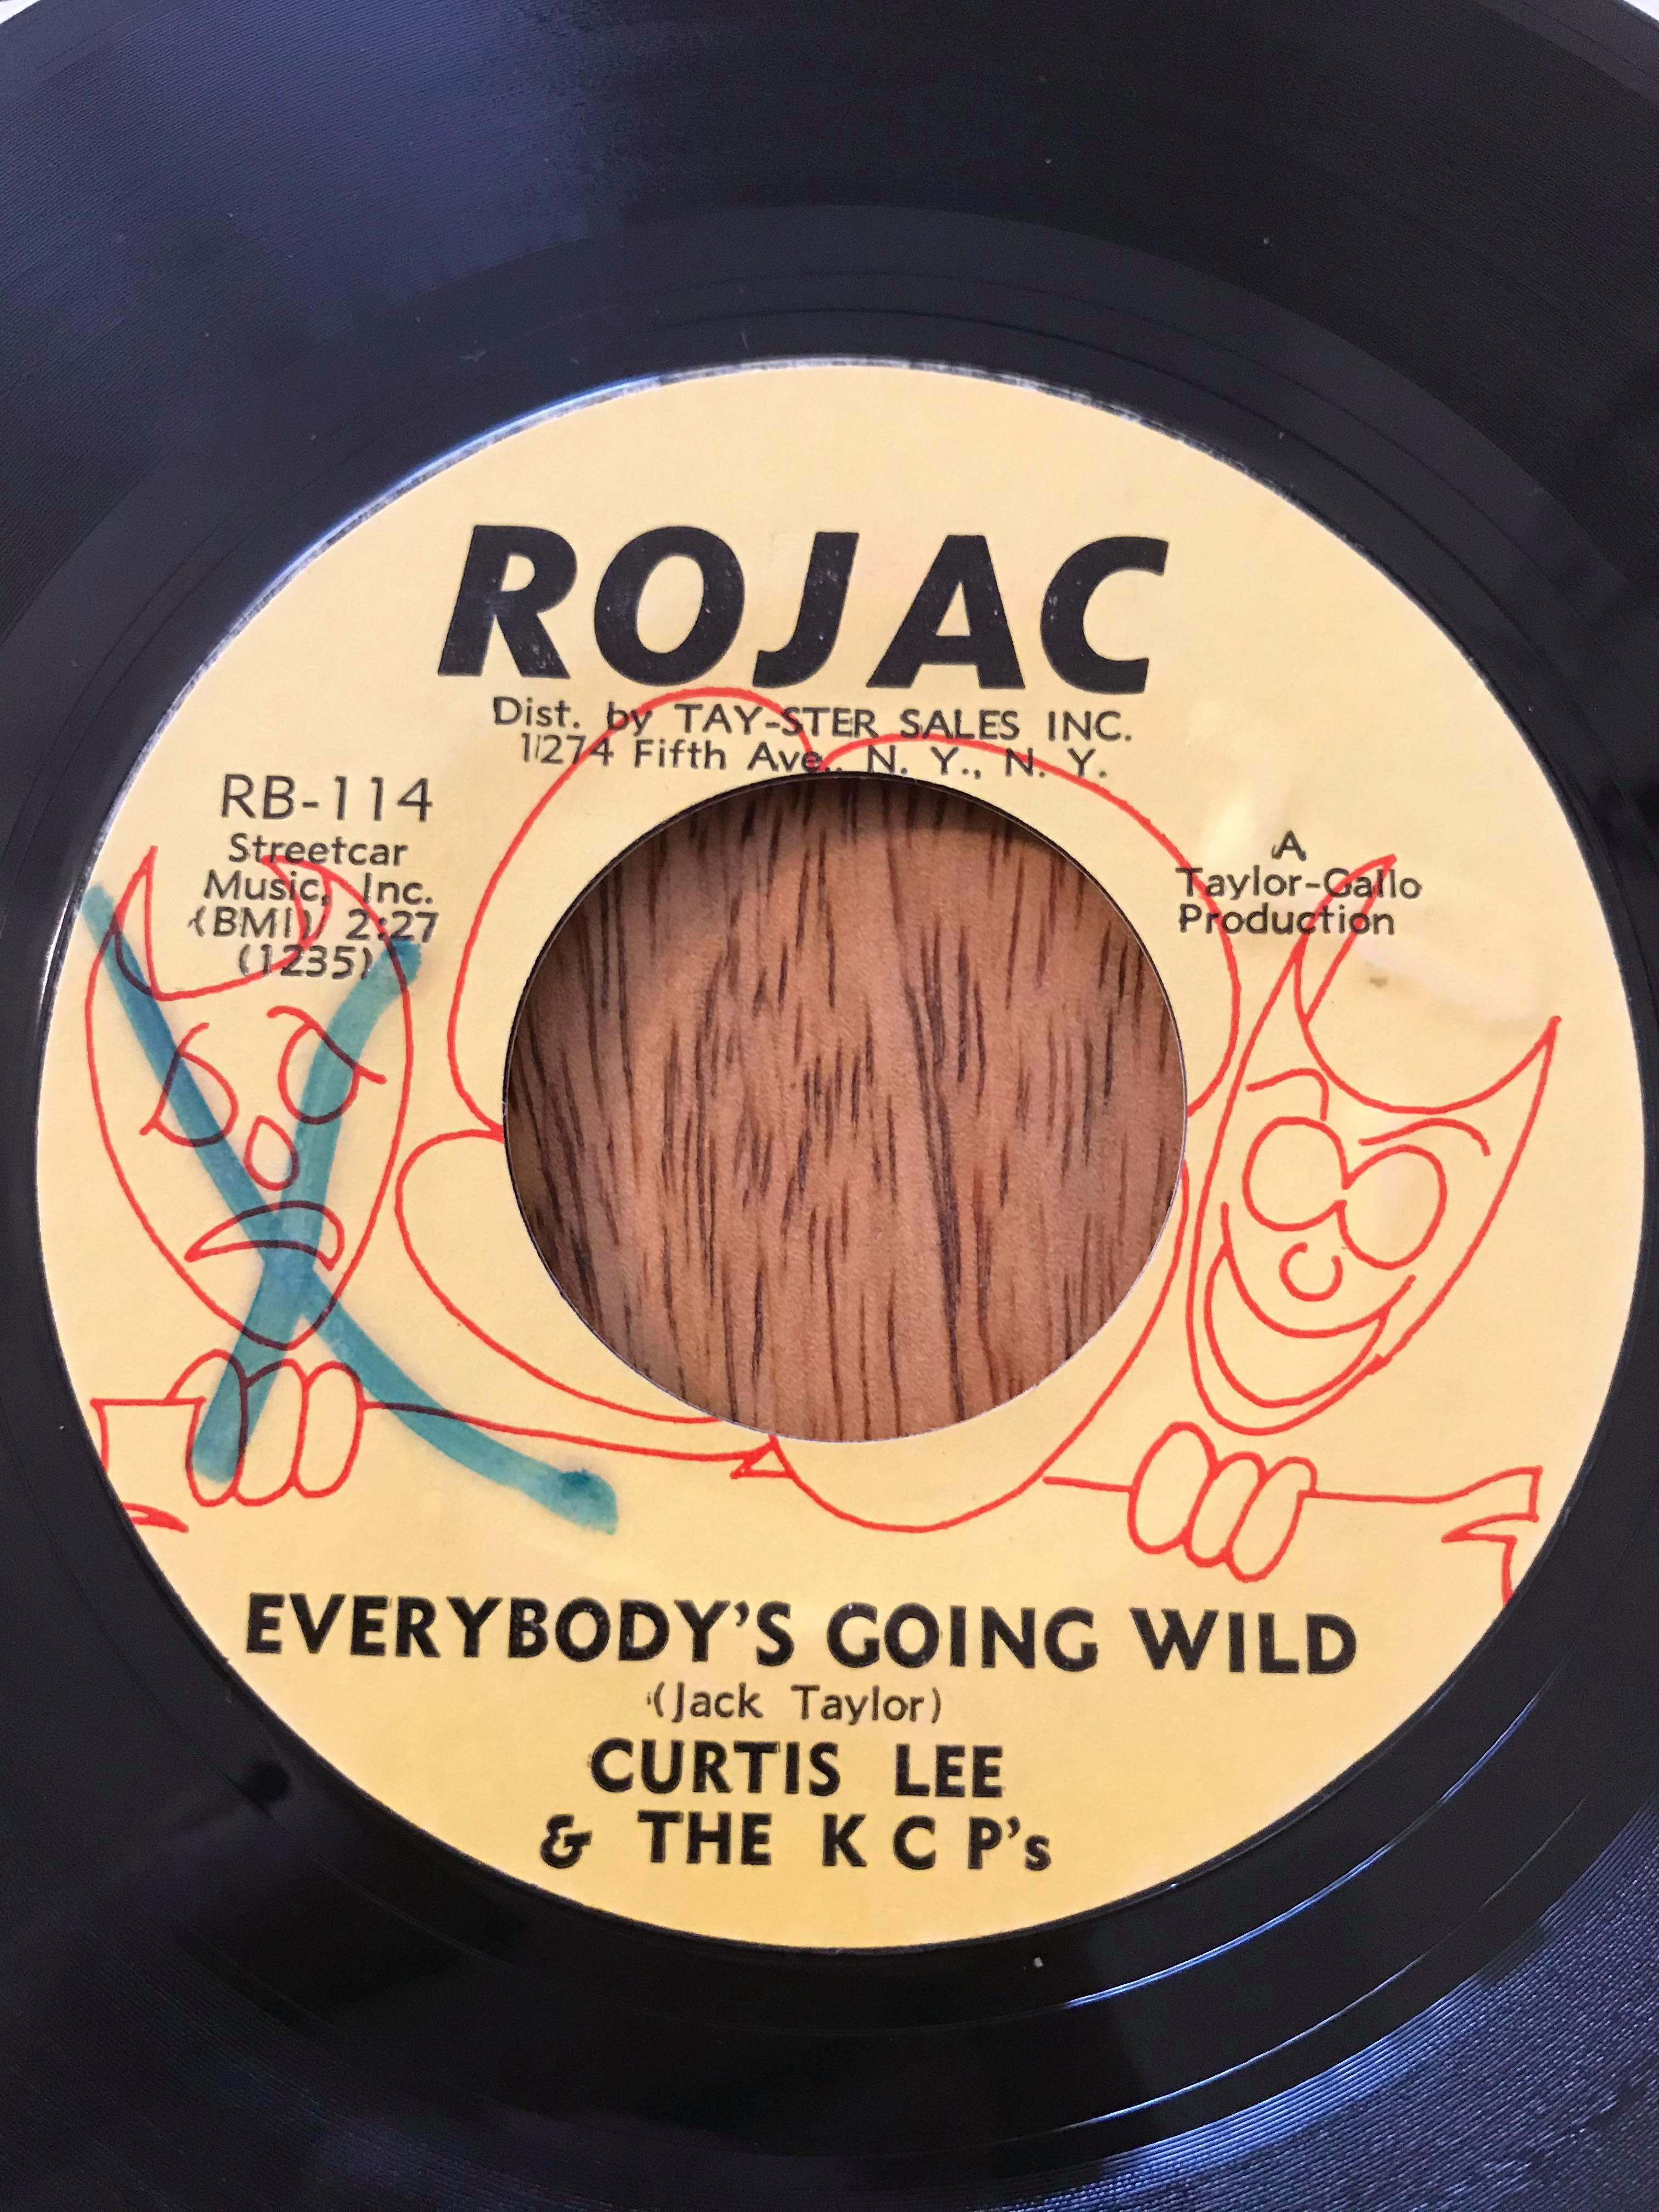 ROJAC
Dist. by TAY-STER SALES INC.
1274 Fifth Ave., N. Y., N. Y.
RB-114
Streetcar
Music, Inc.
(BMI) 2:27
(1235)
A
Taylor-Gallo
Production
EVERYBODY'S GOING WILD
(Jack Taylor)
CURTIS LEE
& THE K C P's